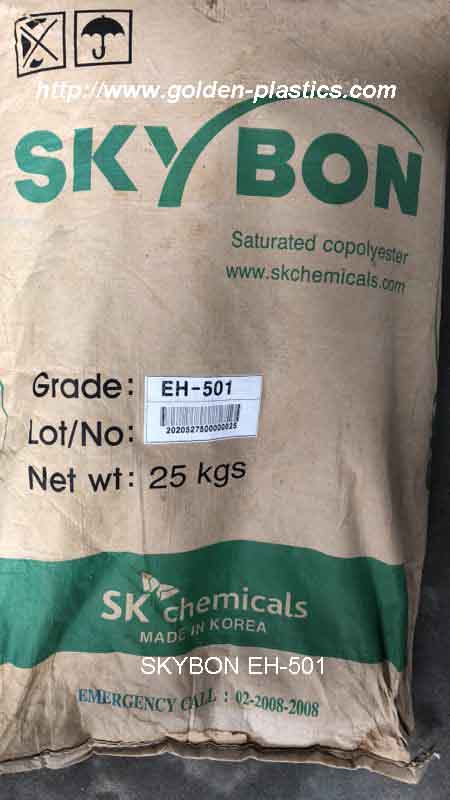 http://www.golden-plastics.com
SKYBON
Saturated copolyester
www.skchemicals.com
Grade: EH-501
Lot/No: 2020527500000025
Net wt: 25 kgs
SK chemicals
MADE IN KOREA
SKYBON EH-501
EMERGENCY CALL : 02-2008-2008